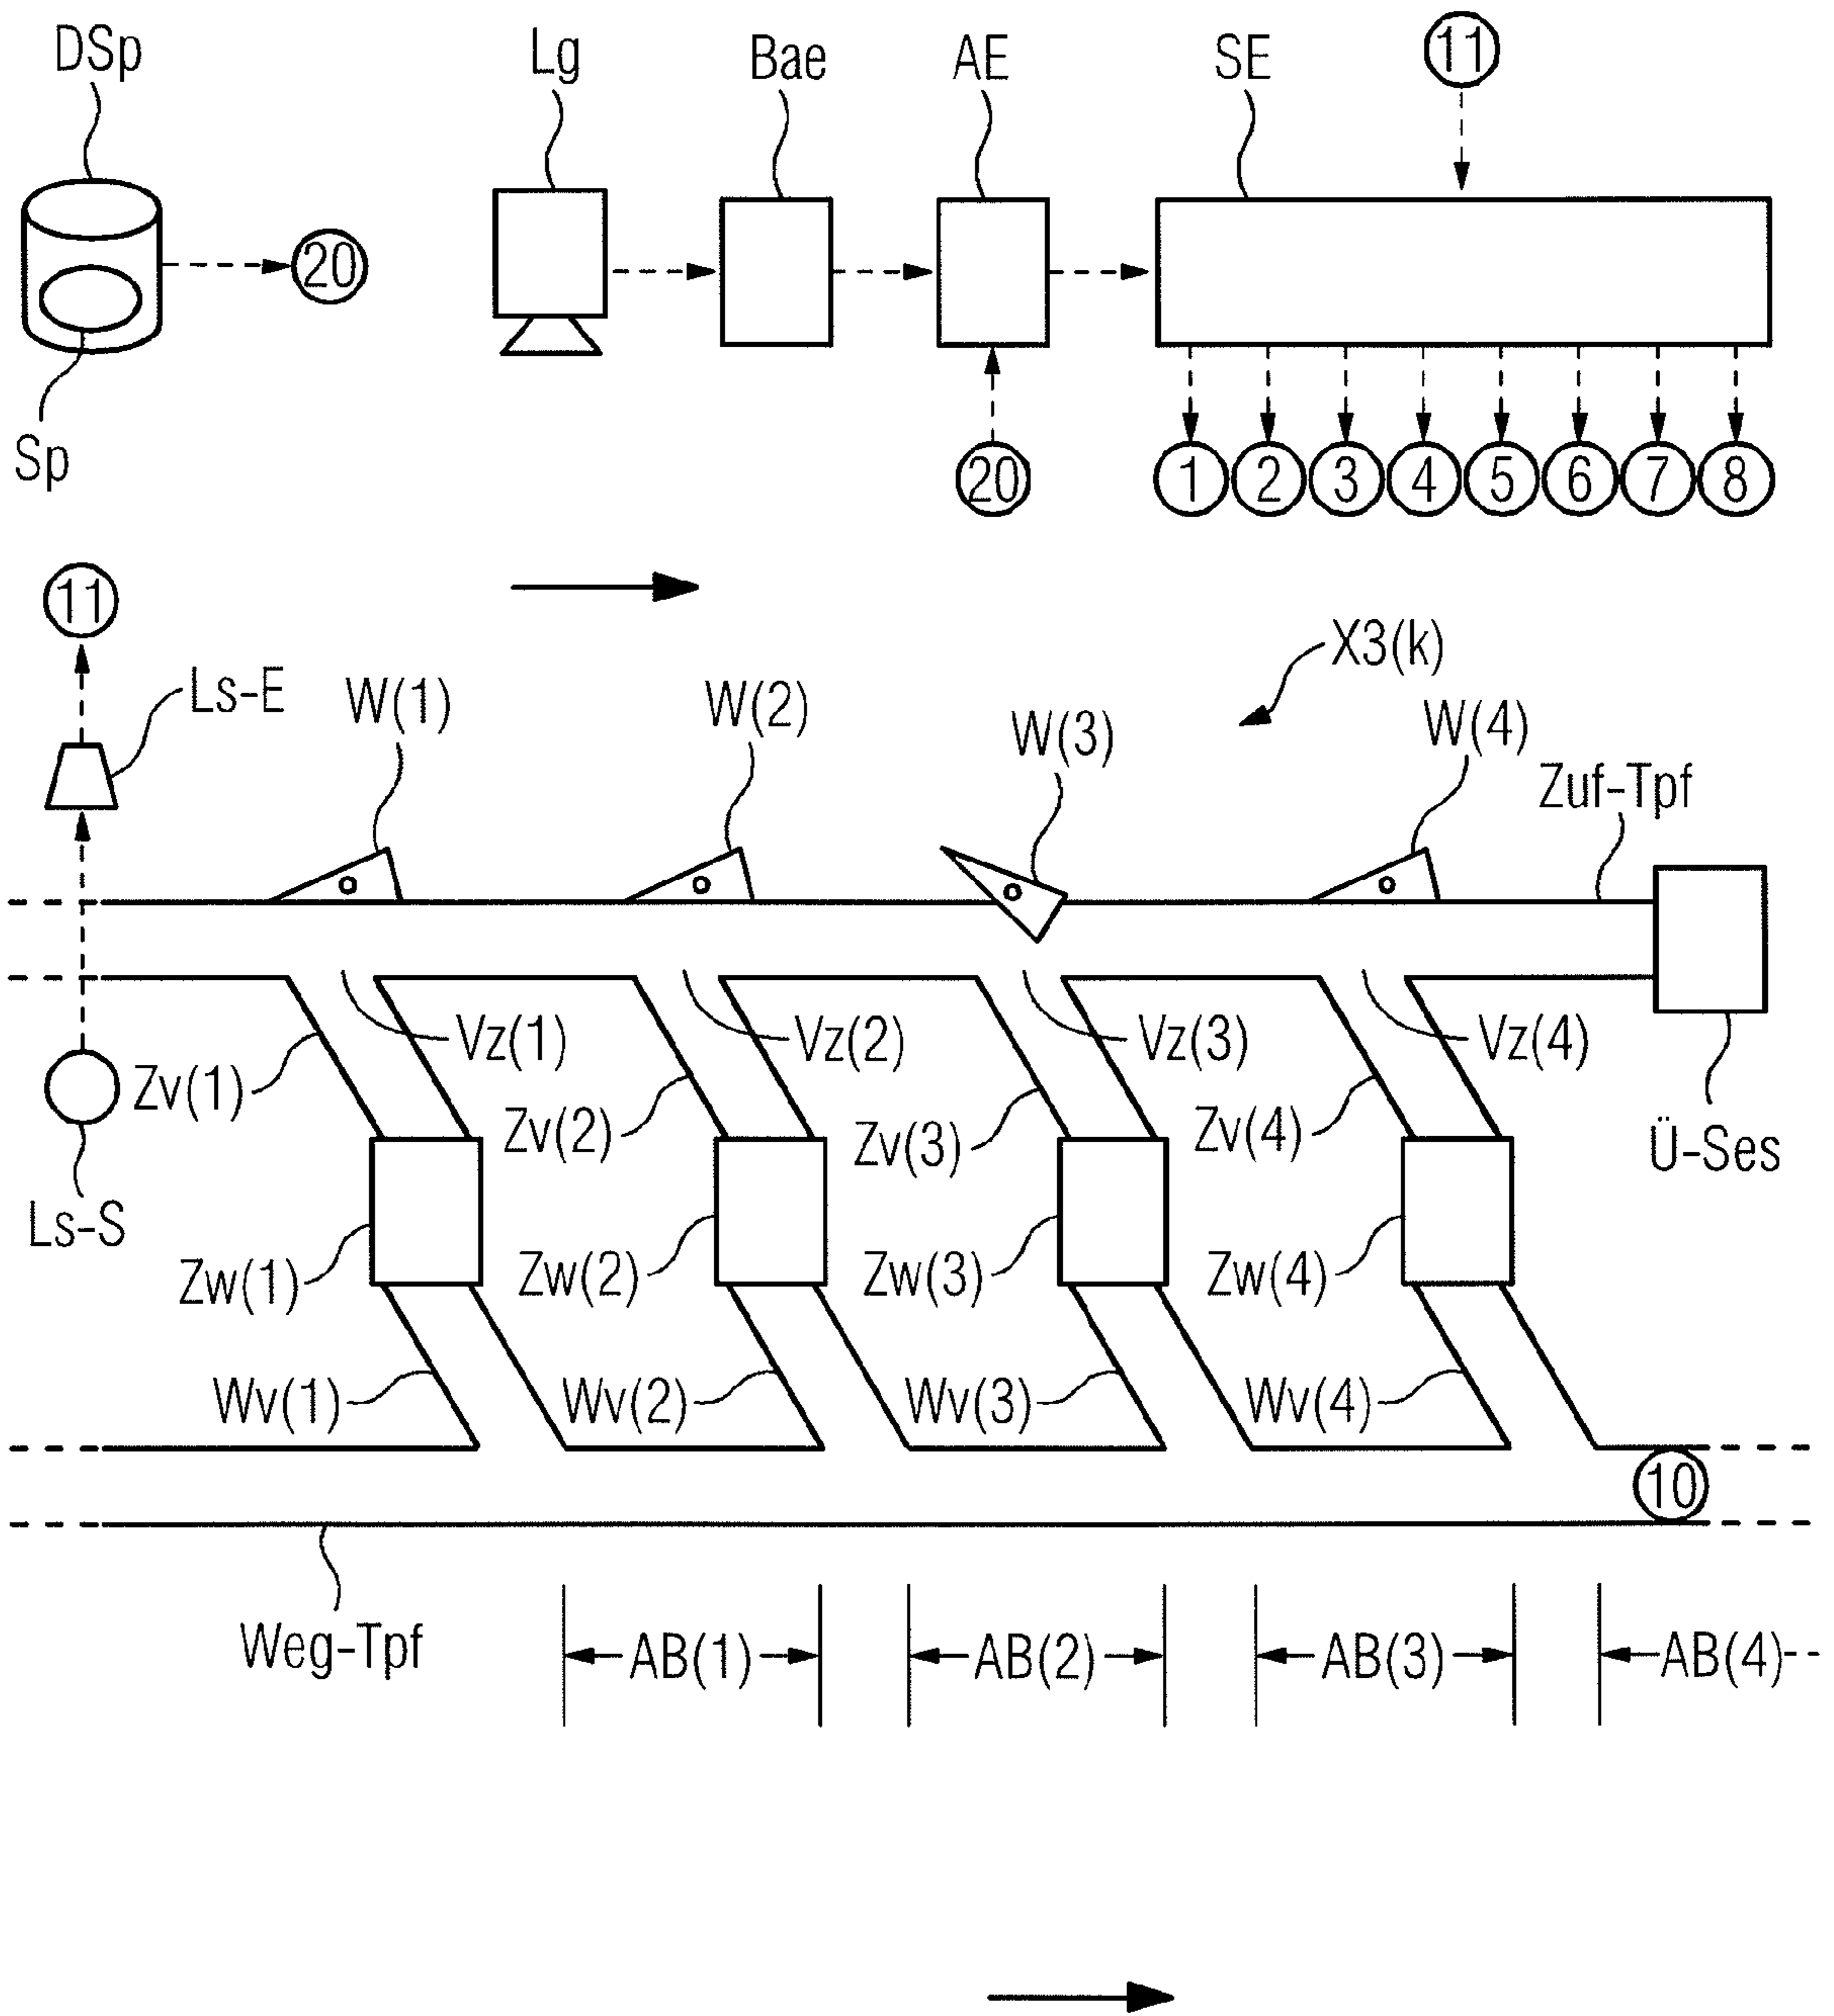 DSp Lg Bae AE SE 11
20
Sp
20 1 2 3 4 5 6 7 8
11
X3(k)
Ls-E W(1) W(2) W(3) W(4)
Zuf-Tpf
Vz(1) Vz(2) Vz(3) Vz(4)
Zv(1) Zv(2) Zv(3) Zv(4)
Ü-Ses
Ls-S
Zw(1) Zw(2) Zw(3) Zw(4)
Wv(1) Wv(2) Wv(3) Wv(4)
10
Weg-Tpf
AB(1) AB(2) AB(3) AB(4)